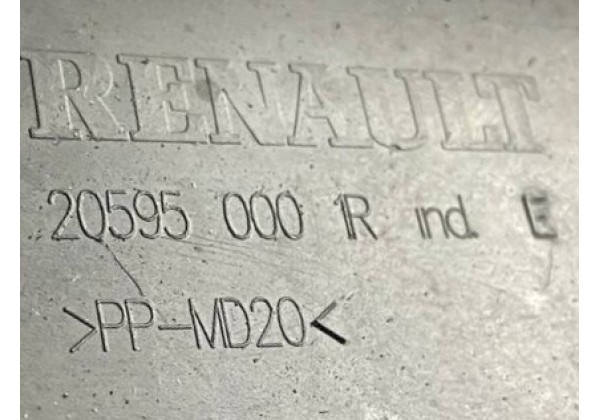 RENAULT
20595 000 1R ind. E
>PP-MD20<